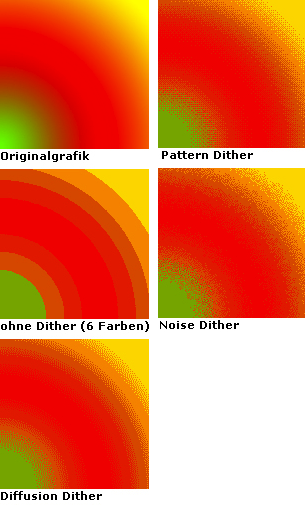 Originalgrafik
Pattern Dither
ohne Dither (6 Farben)
Noise Dither
Diffusion Dither